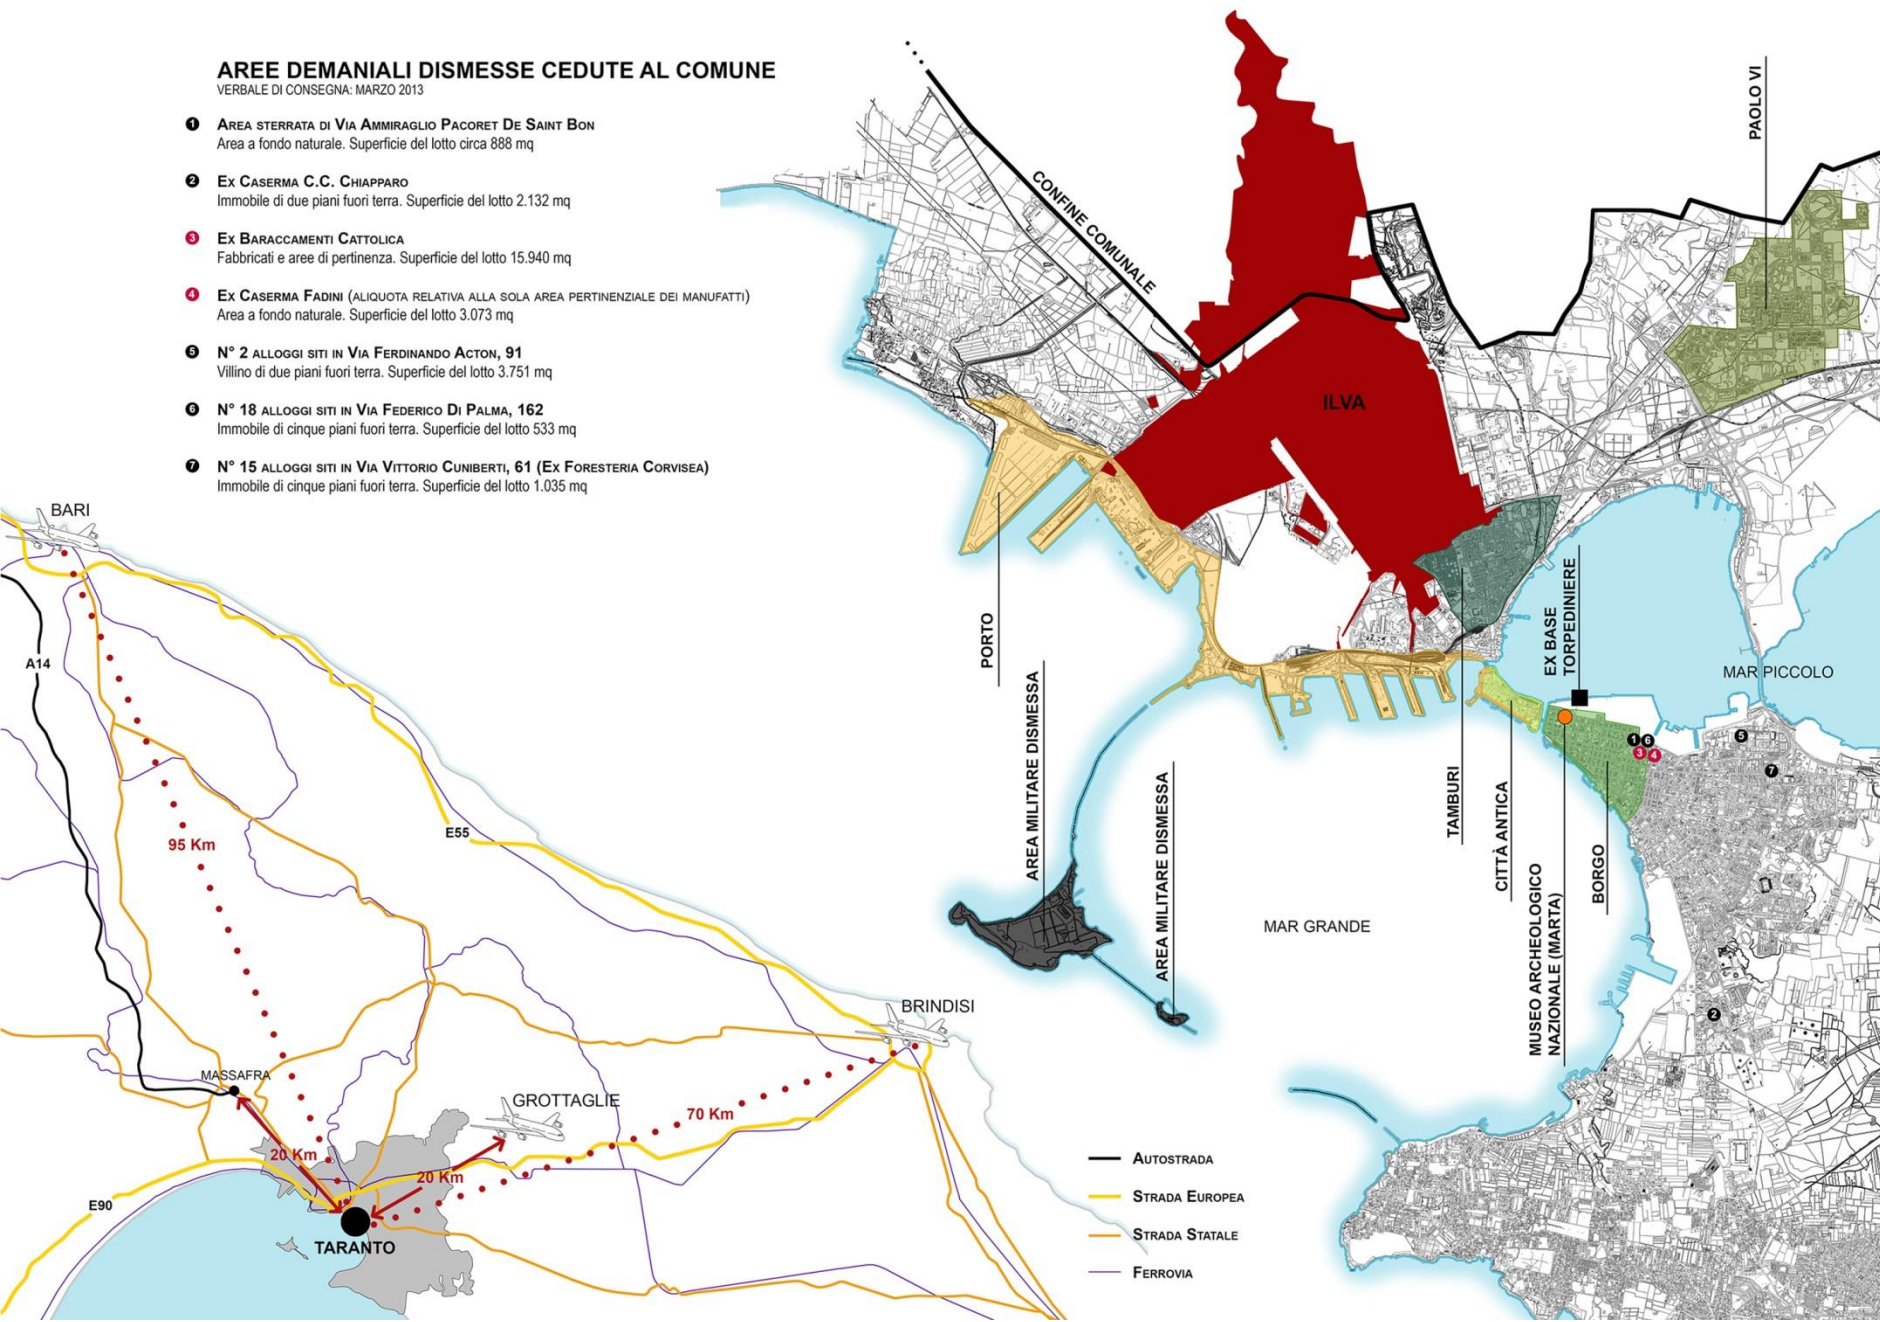 AREE DEMANIALI DISMESSE CEDUTE AL COMUNE
VERBALE DI CONSEGNA: MARZO 2013
1 AREA STERRATA DI VIA AMMIRAGLIO PACORET DE SAINT BON
Area a fondo naturale. Superficie del lotto circa 888 mq
2 EX CASERMA C.C. CHIAPPARO
Immobile di due piani fuori terra. Superficie del lotto 2.132 mq
3 EX BARACCAMENTI CATTOLICA
Fabbricati e aree di pertinenza. Superficie del lotto 15.940 mq
4 EX CASERMA FADINI (ALIQUOTA RELATIVA ALLA SOLA AREA PERTINENZIALE DEI MANUFATTI)
Area a fondo naturale. Superficie del lotto 3.073 mq
5 N° 2 ALLOGGI SITI IN VIA FERDINANDO ACTON, 91
Villino di due piani fuori terra. Superficie del lotto 3.751 mq
6 N° 18 ALLOGGI SITI IN VIA FEDERICO DI PALMA, 162
Immobile di cinque piani fuori terra. Superficie del lotto 533 mq
7 N° 15 ALLOGGI SITI IN VIA VITTORIO CUNIBERTI, 61 (EX FORESTERIA CORVISEA)
Immobile di cinque piani fuori terra. Superficie del lotto 1.035 mq
BARI
A14
95 Km
E55
BRINDISI
MASSAFRA
GROTTAGLIE
70 Km
20 Km
20 Km
E90
TARANTO
CONFINE COMUNALE
PAOLO VI
ILVA
PORTO
EX BASE
TORPEDINIERE
MAR PICCOLO
AREA MILITARE DISMESSA
AREA MILITARE DISMESSA
TAMBURI
CITTÀ ANTICA
MUSEO ARCHEOLOGICO
NAZIONALE (MARTA)
BORGO
1
6
3
4
5
7
2
MAR GRANDE
AUTOSTRADA
STRADA EUROPEA
STRADA STATALE
FERROVIA